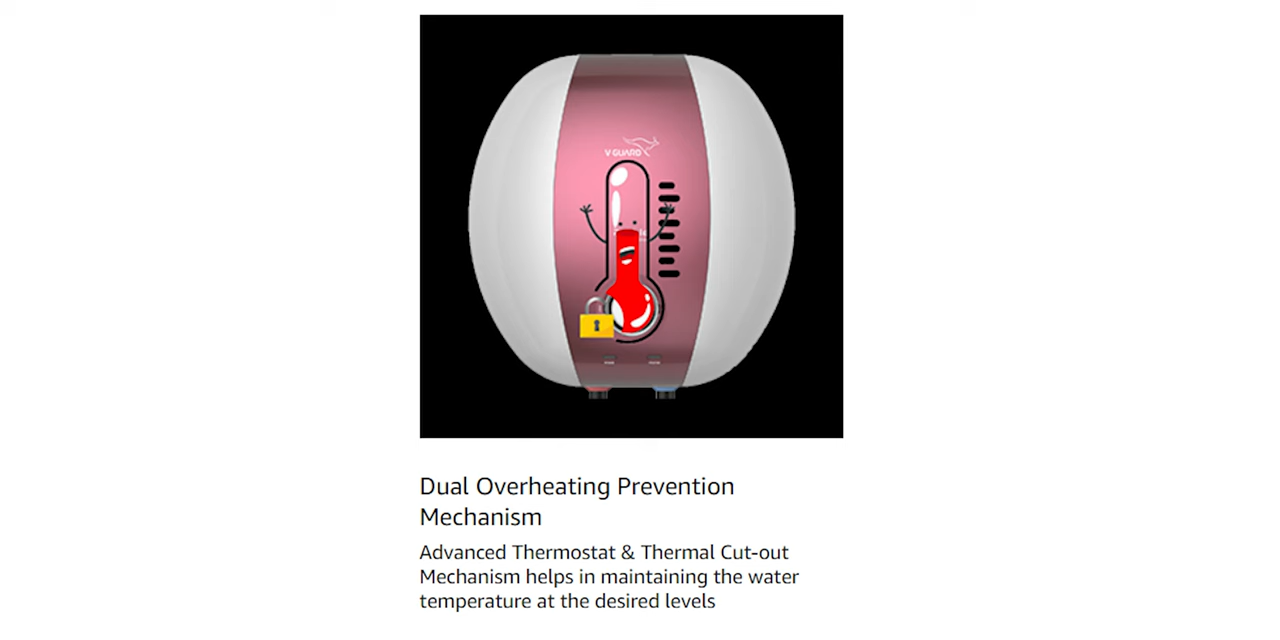 V-GUARD
Dual Overheating Prevention
Mechanism
Advanced Thermostat & Thermal Cut-out
Mechanism helps in maintaining the water
temperature at the desired levels